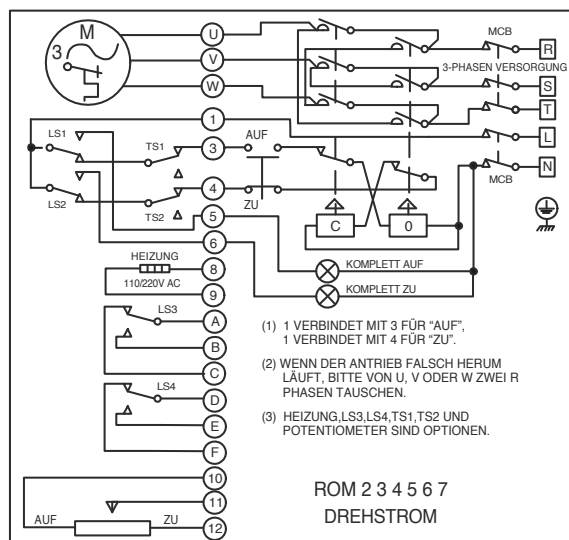 M
3
U
V
W
MCB
R
3-PHASEN VERSORGUNG
S
T
L
N
MCB
1
LS1
TS1
3
AUF
LS2
TS2
4
ZU
5
6
C
0
HEIZUNG
110/220V AC
8
9
KOMPLETT AUF
KOMPLETT ZU
LS3
A
B
C
LS4
D
E
F
10
11
12
AUF
ZU
(1) 1 VERBINDET MIT 3 FÜR “AUF”,
1 VERBINDET MIT 4 FÜR “ZU”.
(2) WENN DER ANTRIEB FALSCH HERUM
LÄUFT, BITTE VON U, V ODER W ZWEI R
PHASEN TAUSCHEN.
(3) HEIZUNG,LS3,LS4,TS1,TS2 UND
POTENTIOMETER SIND OPTIONEN.
ROM 2 3 4 5 6 7
DREHSTROM